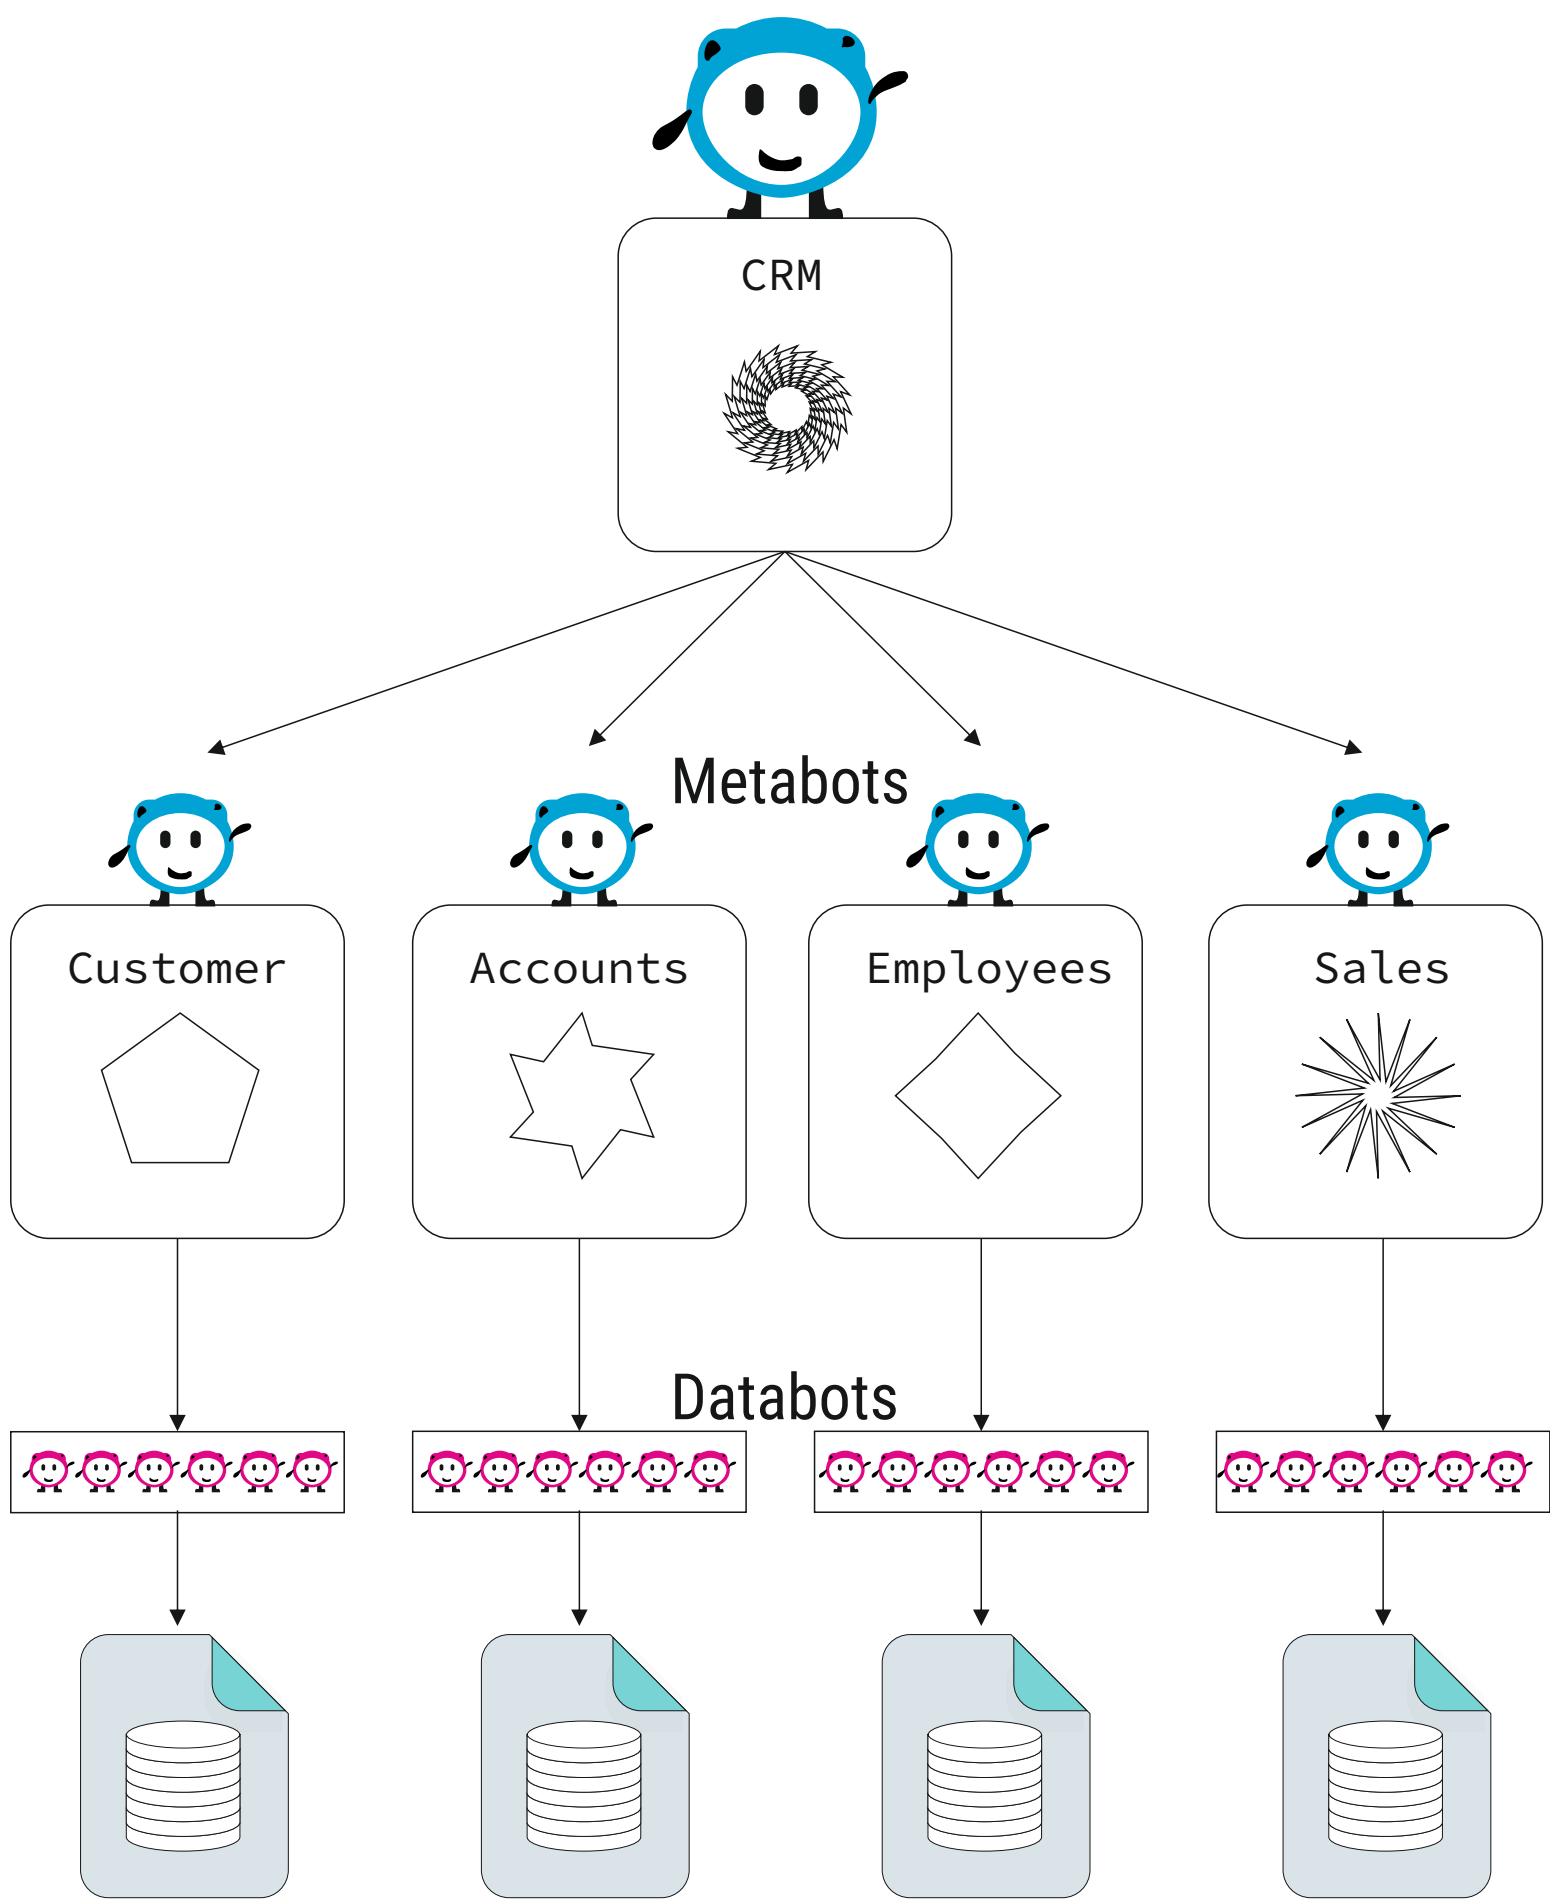 CRM
Metabots
Customer
Accounts
Employees
Sales
Databots